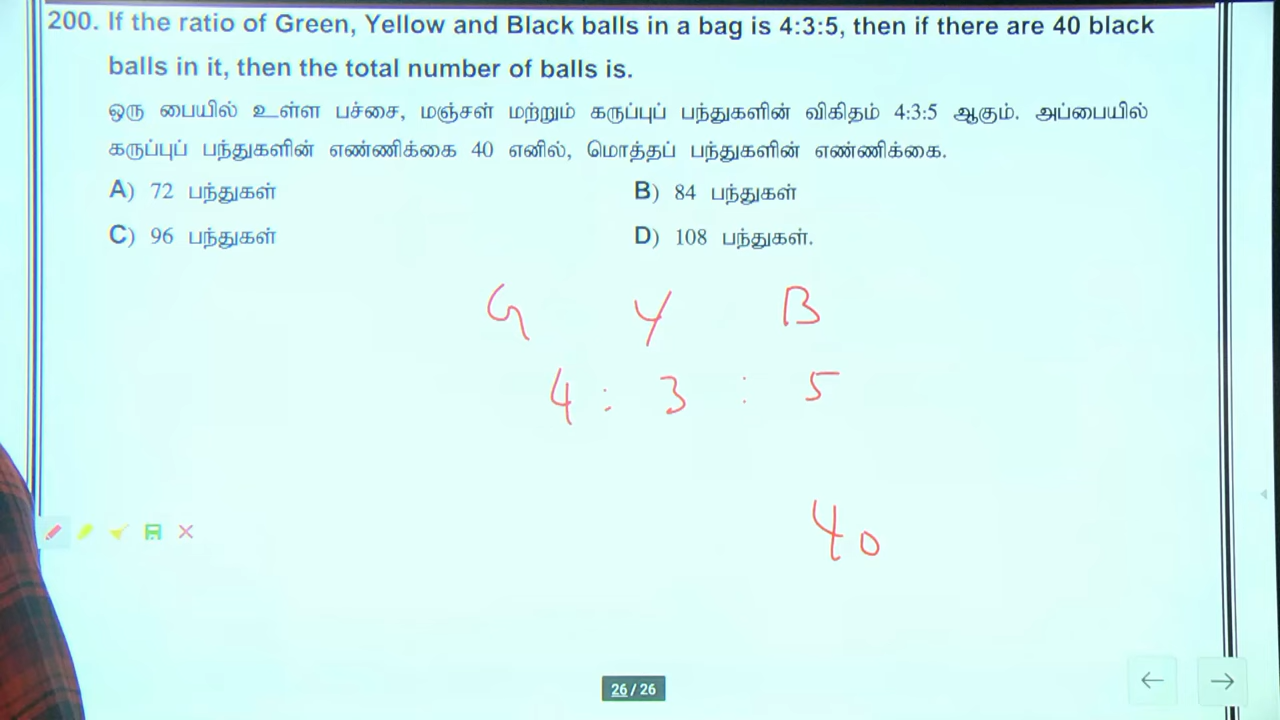 200. If the ratio of Green, Yellow and Black balls in a bag is 4:3:5, then if there are 40 black
balls in it, then the total number of balls is.
ஒரு பையில் உள்ள பச்சை, மஞ்சள் மற்றும் கருப்புப் பந்துகளின் விகிதம் 4:3:5 ஆகும். அப்பையில்
கருப்புப் பந்துகளின் எண்ணிக்கை 40 எனில், மொத்தப் பந்துகளின் எண்ணிக்கை.
A) 72 பந்துகள் B) 84 பந்துகள்
C) 96 பந்துகள் D) 108 பந்துகள்.
G Y B
4 : 3 : 5
40
26 / 26